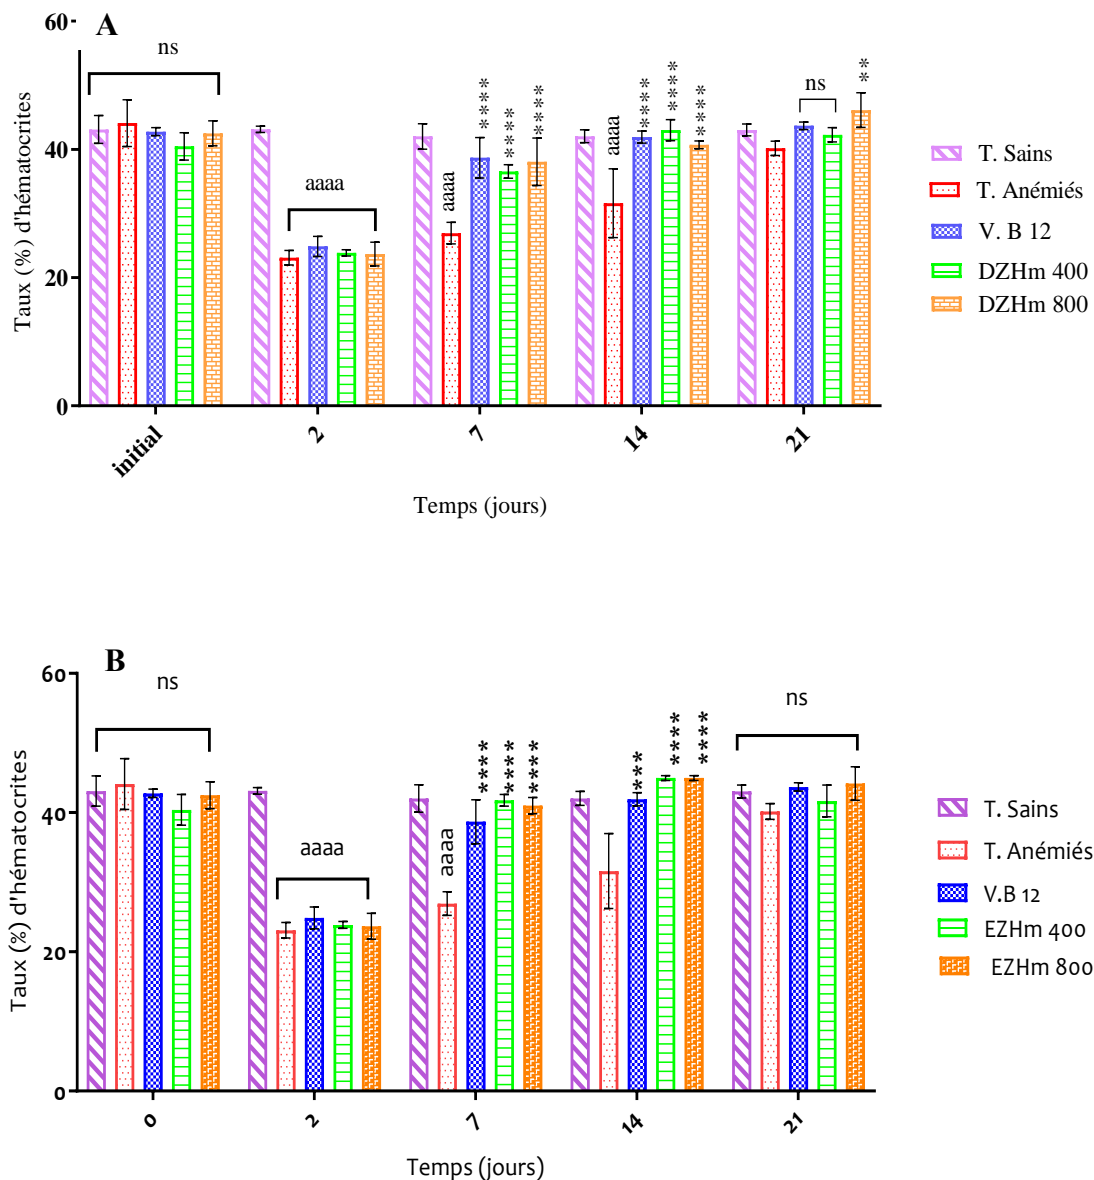 A
60
40
20
0
Taux (%) d'hématocrites
ns
aaaa
aaaa
****
****
****
aaaa
****
****
****
ns
**
initial
2
7
14
21
Temps (jours)
T. Sains
T. Anémiés
V. B 12
DZHm 400
DZHm 800
B
60
40
20
0
Taux (%) d'hématocrites
ns
aaaa
aaaa
****
****
****
***
****
****
ns
0
2
7
14
21
Temps (jours)
T. Sains
T. Anémiés
V.B 12
EZHm 400
EZHm 800